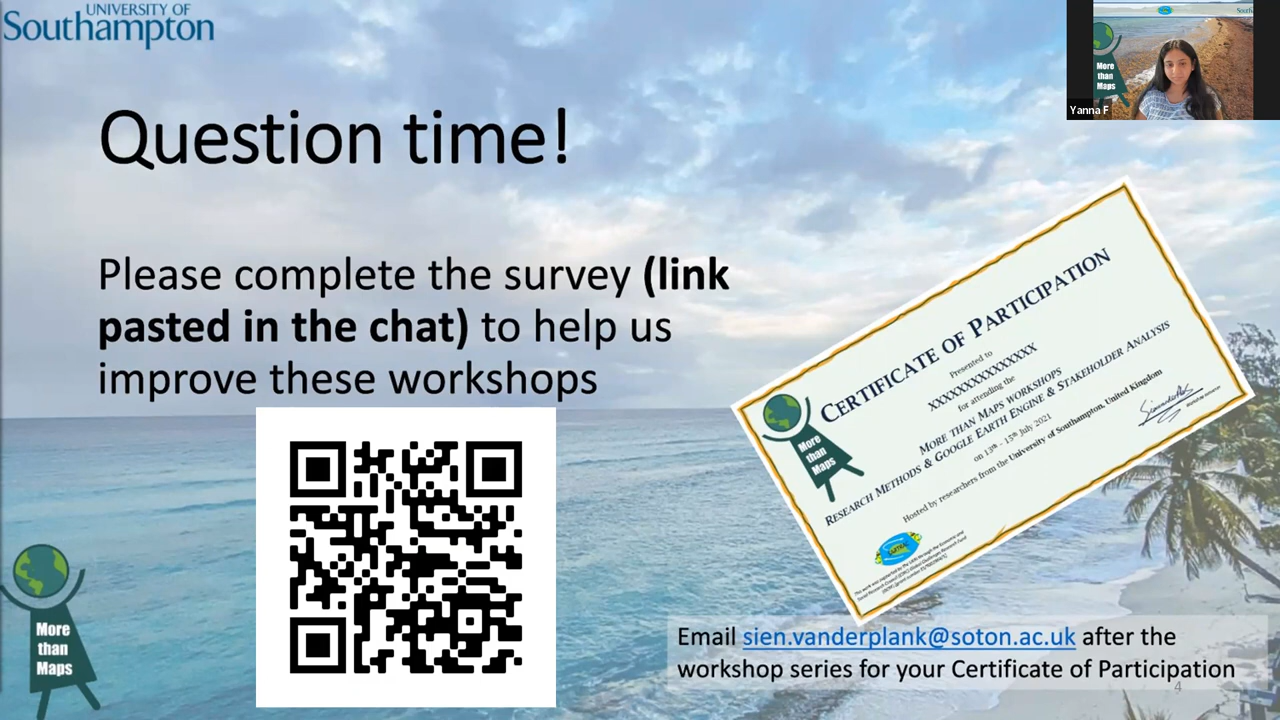 UNIVERSITY OF
Southampton
Question time!
Please complete the survey (link
pasted in the chat) to help us
improve these workshops
More
than
Maps
Yanna F
More
than
Maps
CERTIFICATE OF PARTICIPATION
Presented to
XXXXXXXXXXXXX
for attending the
MORE THAN MAPS WORKSHOPS
RESEARCH METHODS & GOOGLE EARTH ENGINE & STAKEHOLDER ANALYSIS
on 13th - 15th July 2021
Hosted by researchers from the University of Southampton, United Kingdom
More
than
Maps
Email sien.vanderplank@soton.ac.uk after the
workshop series for your Certificate of Participation
4